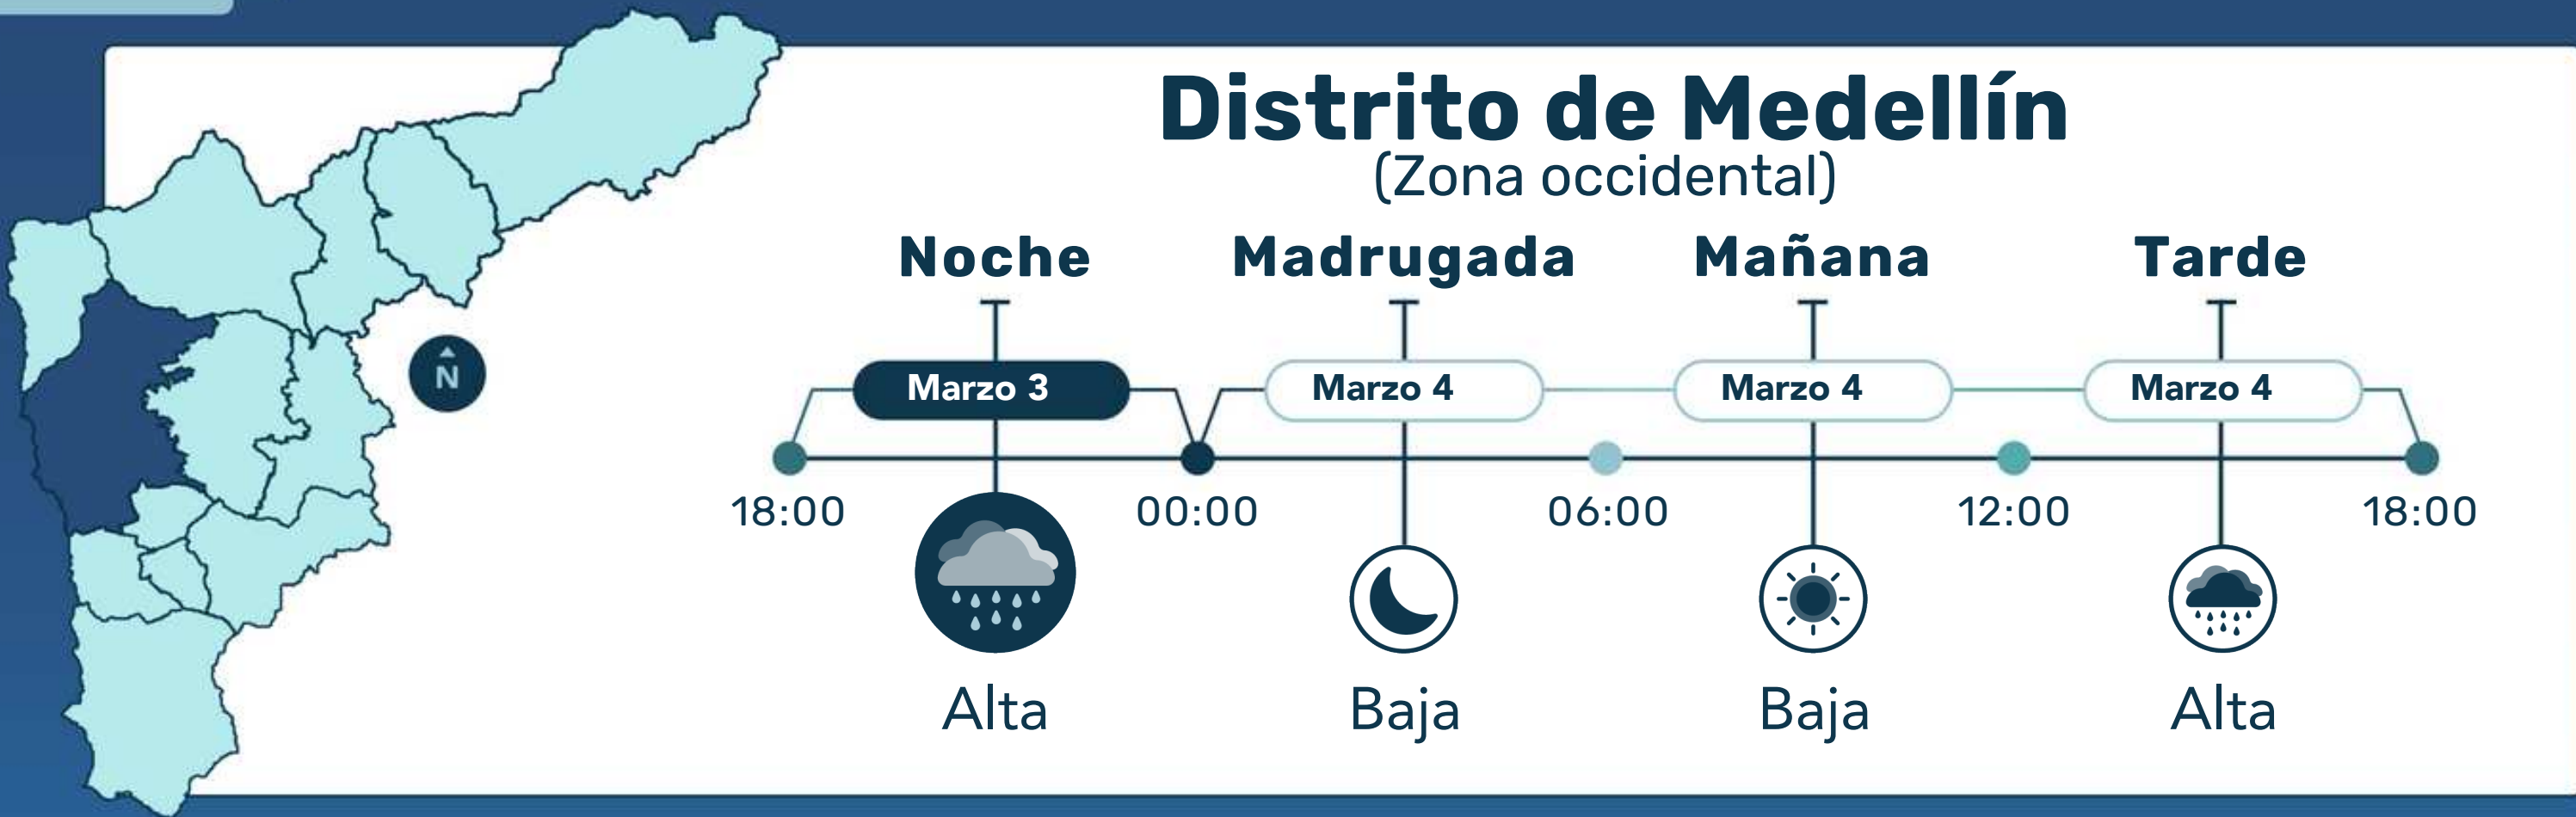 Distrito de Medellín
(Zona occidental)
Noche Madrugada Mañana Tarde
Marzo 3 Marzo 4 Marzo 4 Marzo 4
N
18:00 00:00 06:00 12:00 18:00
Alta Baja Baja Alta